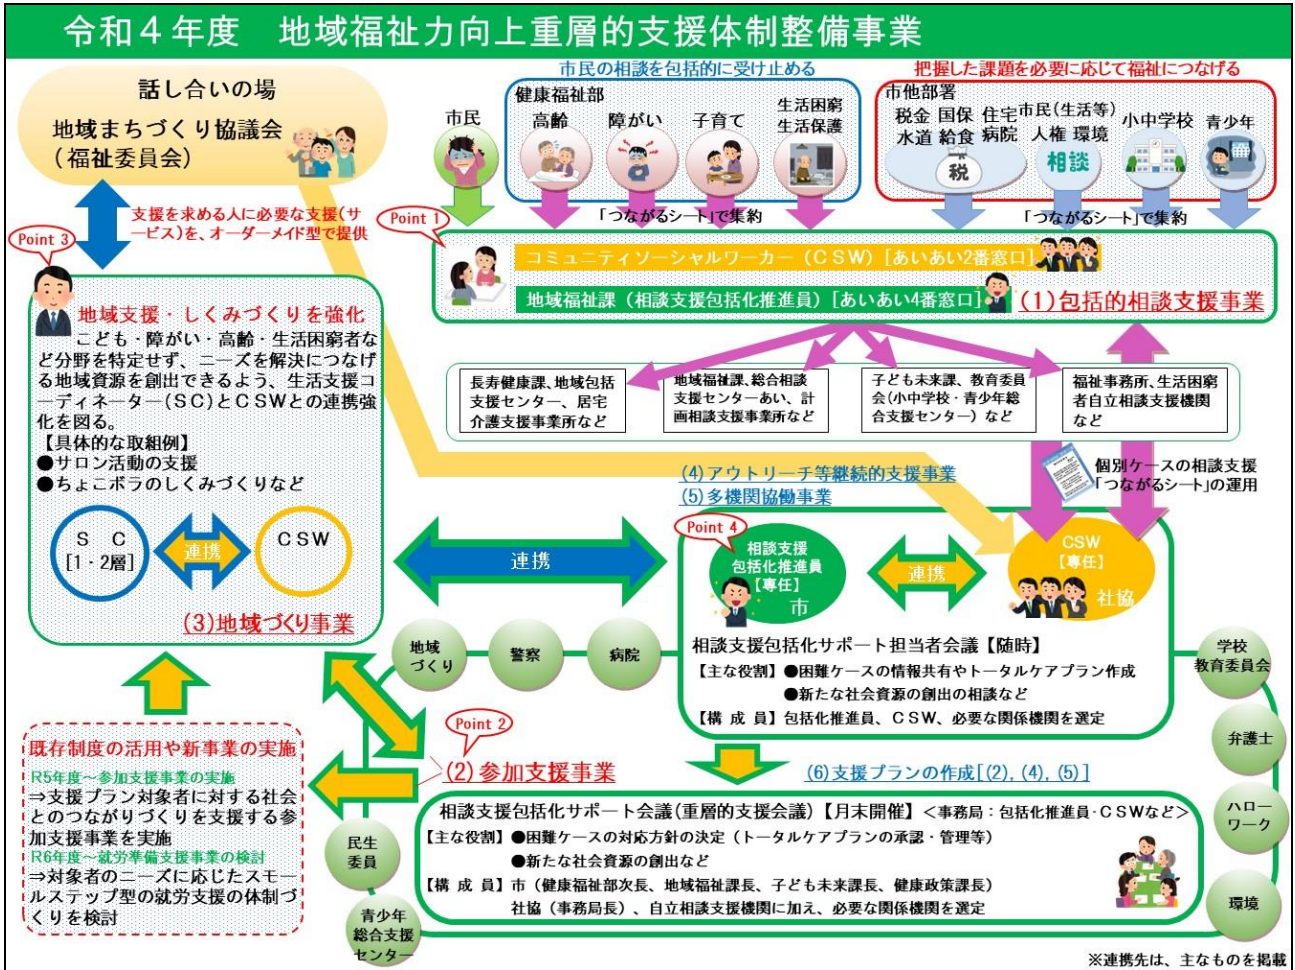 令和4年度　地域福祉力向上重層的支援体制整備事業
話し合いの場
地域まちづくり協議会
（福祉委員会）
市民の相談を包括的に受け止める
把握した課題を必要に応じて福祉につなげる
市民
健康福祉部
高齢
障がい
子育て
生活困窮
生活保護
市他部署
税金 国保 住宅
水道 給食 病院
税
市民(生活等)
人権 環境
相談
小中学校
青少年
「つながるシート」で集約
「つながるシート」で集約
支援を求める人に必要な支援(サ
ービス)を、オーダーメイド型で提供
Point 1
コミュニティソーシャルワーカー（CSW）[あいあい2番窓口]
地域福祉課（相談支援包括化推進員）[あいあい4番窓口]
(1)包括的相談支援事業
Point 3
地域支援・しくみづくりを強化
こども・障がい・高齢・生活困窮者な
ど分野を特定せず、ニーズを解決につなげ
る地域資源を創出できるよう、生活支援コ
ーディネーター(SC)とCSWとの連携強
化を図る。
【具体的な取組例】
●サロン活動の支援
●ちょこボラのしくみづくりなど
SC
[1・2層]
連携
CSW
(3)地域づくり事業
長寿健康課、地域包括
支援センター、居宅
介護支援事業所など
地域福祉課、総合相談
支援センターあい、計
画相談支援事業所など
子ども未来課、教育委員
会(小中学校・青少年総
合支援センター）など
福祉事務所、生活困窮
者自立相談支援機関
など
個別ケースの相談支援
「つながるシート」の運用
(4)アウトリーチ等継続的支援事業
(5)多機関協働事業
連携
Point 4
相談支援
包括化推進員
【専任】
市
連携
CSW
【専任】
社協
相談支援包括化サポート担当者会議【随時】
【主な役割】●困難ケースの情報共有やトータルケアプラン作成
●新たな社会資源の創出の相談など
【構 成 員】包括化推進員、CSW、必要な関係機関を選定
地域
づくり
警察
病院
学校
教育委員会
弁護士
ハロー
ワーク
環境
民生
委員
青少年
総合支援
センター
Point 2
(2)参加支援事業
(6)支援プランの作成[(2),(4),(5)]
既存制度の活用や新事業の実施
R5年度～参加支援事業の実施
⇒支援プラン対象者に対する社会
とのつながりづくりを支援する参
加支援事業を実施
R6年度～就労準備支援事業の検討
⇒対象者のニーズに応じたスモー
ルステップ型の就労支援の体制づ
くりを検討
相談支援包括化サポート会議(重層的支援会議)【月末開催】＜事務局：包括化推進員・CSWなど＞
【主な役割】●困難ケースの対応方針の決定（トータルケアプランの承認・管理等）
●新たな社会資源の創出など
【構 成 員】市（健康福祉部次長、地域福祉課長、子ども未来課長、健康政策課長）
社協（事務局長）、自立相談支援機関に加え、必要な関係機関を選定
※連携先は、主なものを掲載